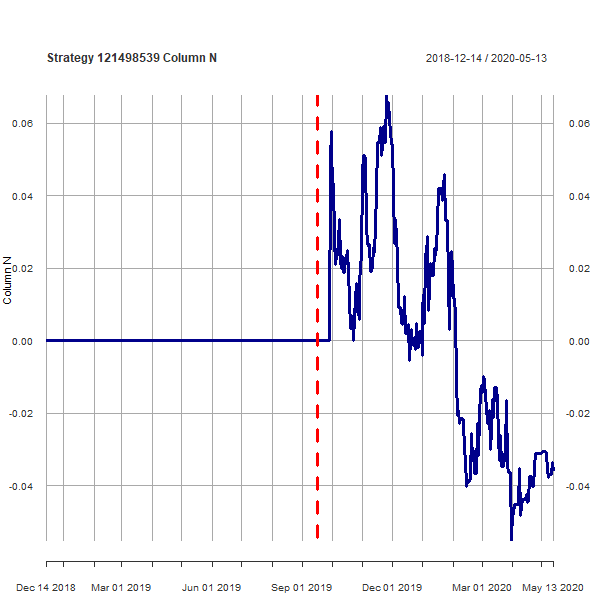 Strategy 121498539 Column N
2018-12-14 / 2020-05-13
0.06 0.06
0.04 0.04
0.02 0.02
Column N
0.00 0.00
-0.02 -0.02
-0.04 -0.04
Dec 14 2018 Mar 01 2019 Jun 01 2019 Sep 01 2019 Dec 01 2019 Mar 01 2020 May 13 2020